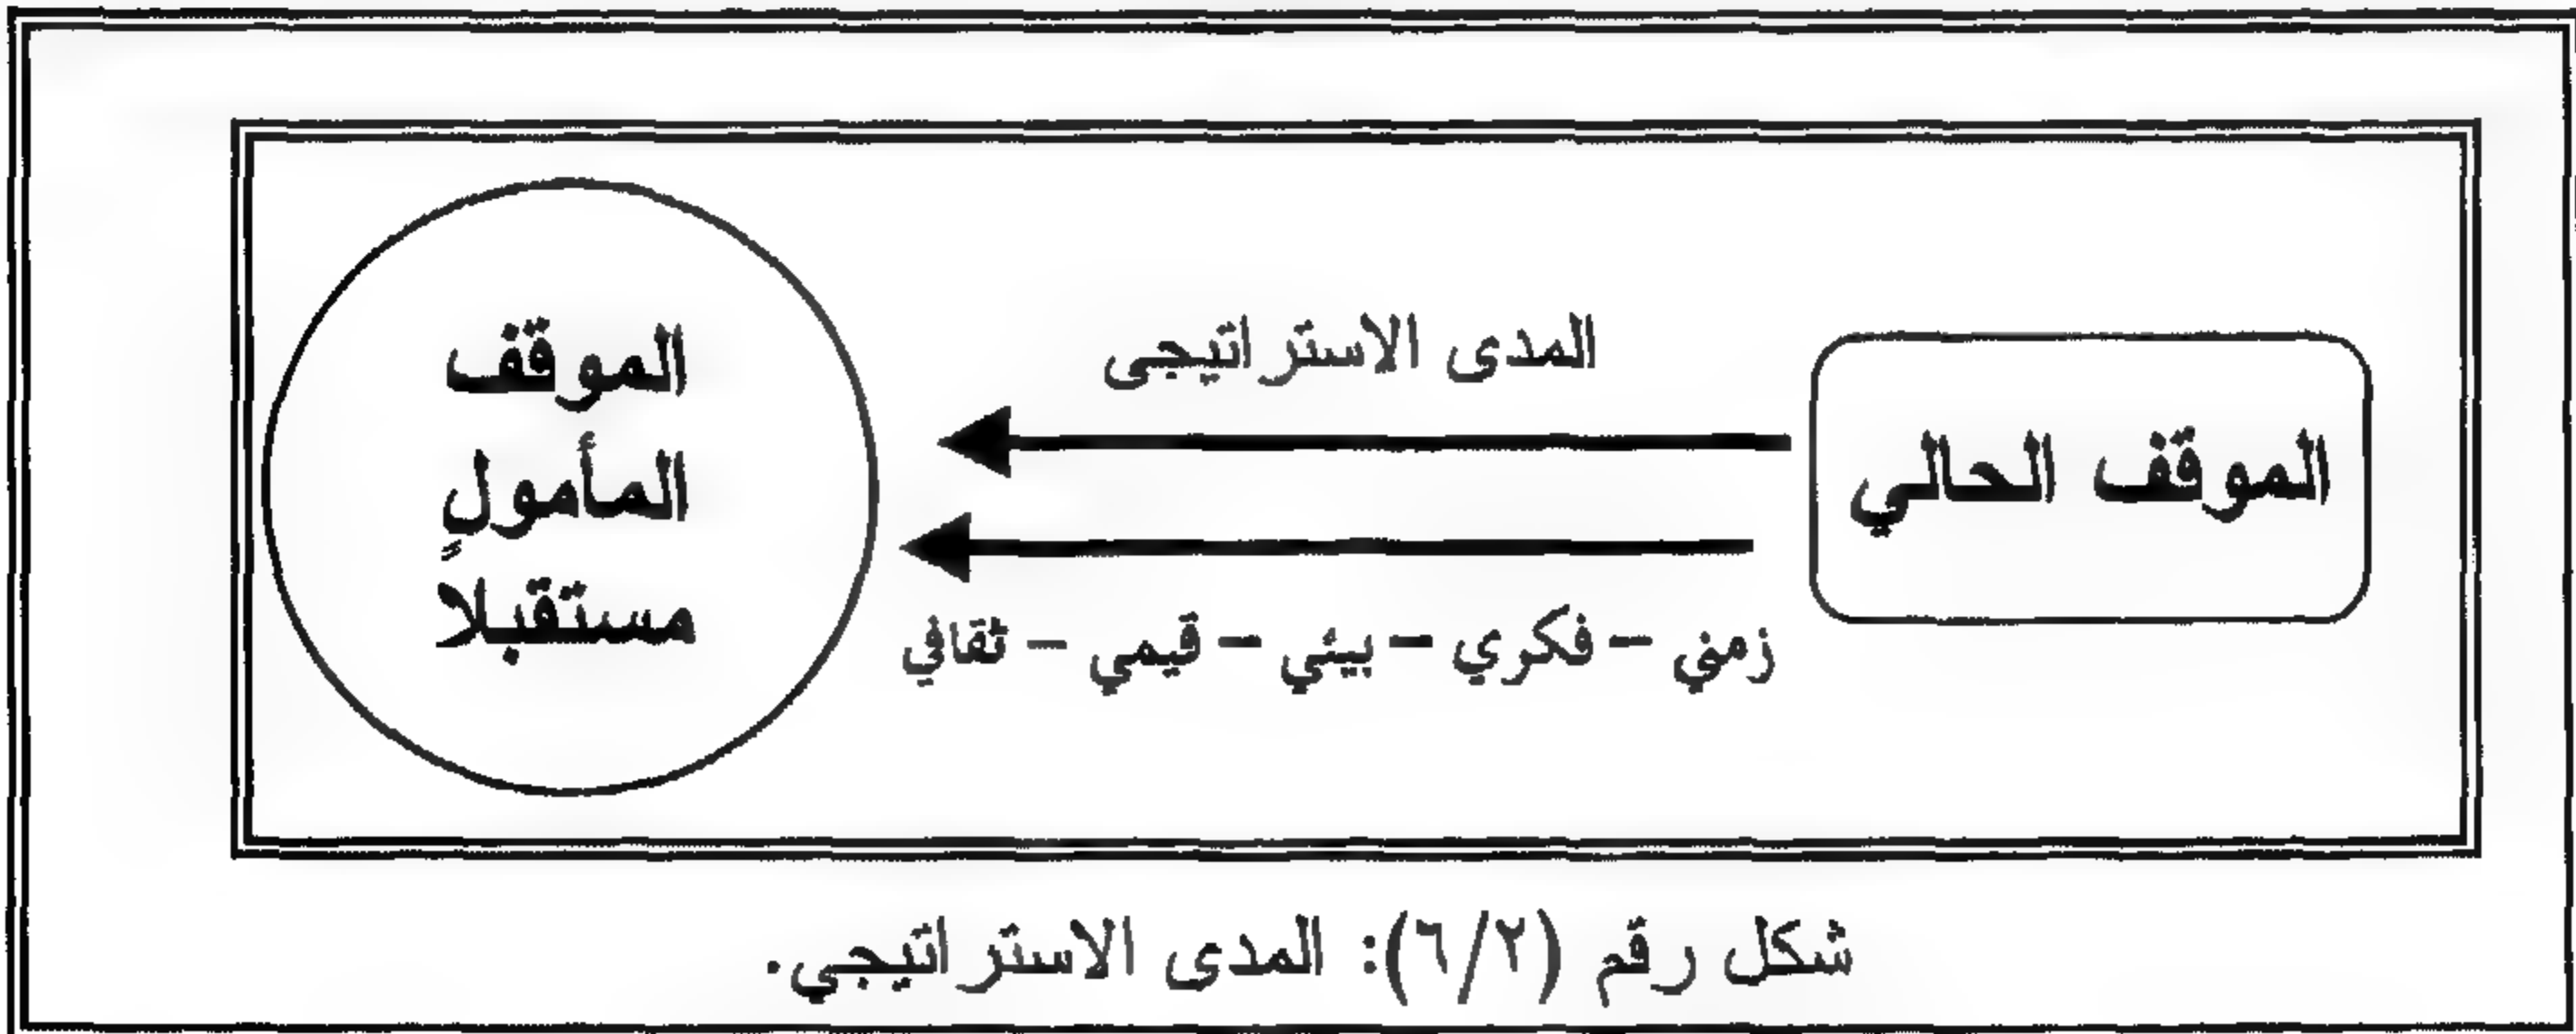 المدى الاستراتيجى
الموقف الحالي
زمني – فكري – بيئي – قيمي – ثقافي
الموقف
المأمول
مستقبلاً
شكل رقم (٦/٢): المدى الاستراتيجي.